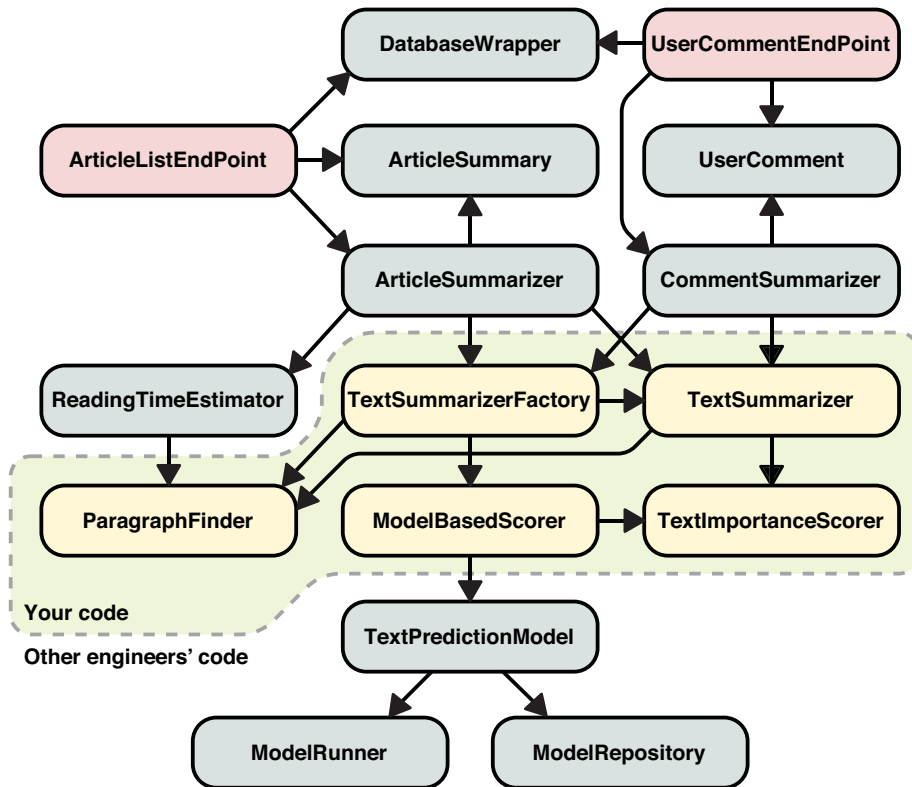 DatabaseWrapper
UserCommentEndPoint
ArticleListEndPoint
ArticleSummary
UserComment
ArticleSummarizer
CommentSummarizer
ReadingTimeEstimator
TextSummarizerFactory
TextSummarizer
ParagraphFinder
ModelBasedScorer
TextImportanceScorer
Your code
Other engineers’ code
TextPredictionModel
ModelRunner
ModelRepository